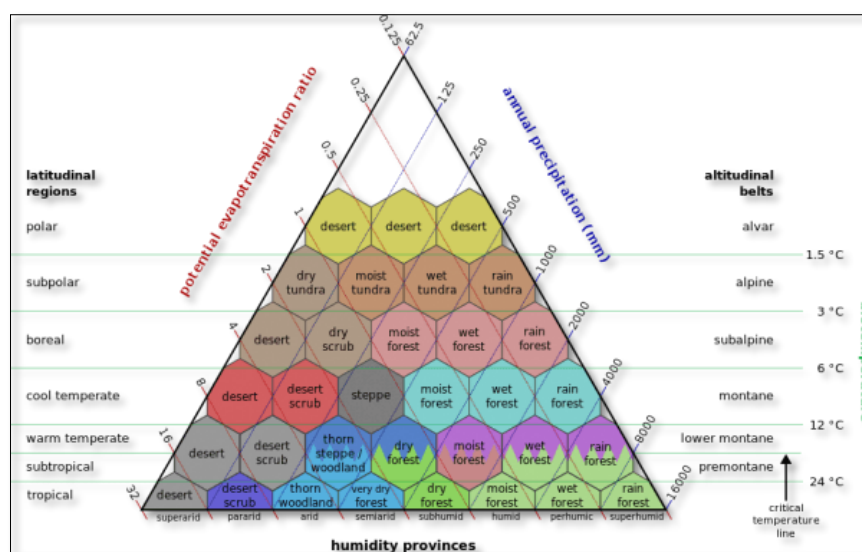 0.125
62.5
0.25
125
0.5
250
potential evapotranspiration ratio
annual precipitation (mm)
latitudinal
regions
altitudinal
belts
polar
1
desert
desert
desert
500
alvar
1.5 °C
subpolar
2
dry
tundra
moist
tundra
wet
tundra
rain
tundra
1000
alpine
3 °C
boreal
4
desert
dry
scrub
moist
forest
wet
forest
rain
forest
2000
subalpine
6 °C
cool temperate
8
desert
desert
scrub
steppe
moist
forest
wet
forest
rain
forest
4000
montane
12 °C
warm temperate
16
desert
desert
scrub
thorn
steppe /
woodland
dry
forest
moist
forest
wet
forest
rain
forest
8000
lower montane
subtropical
premontane
24 °C
tropical
32
desert
desert
scrub
thorn
woodland
very dry
forest
dry
forest
moist
forest
wet
forest
rain
forest
16000
critical
temperature
line
superarid
pararid
arid
semiarid
subhumid
humid
perhumic
superhumid
humidity provinces